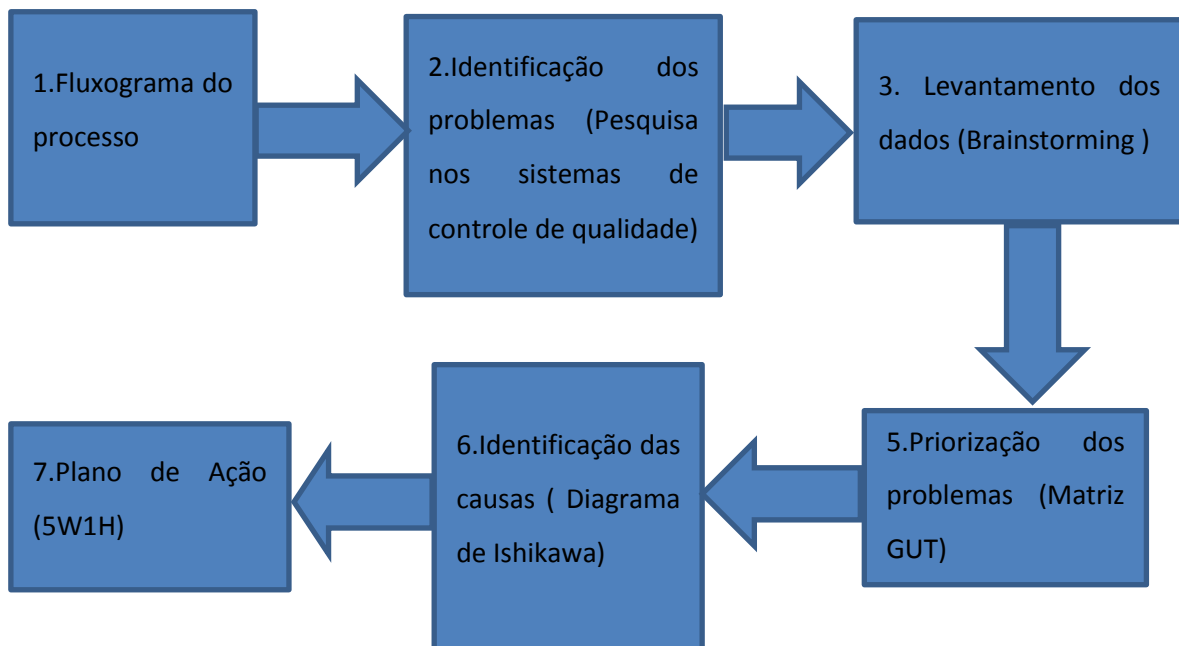 1.Fluxograma do
processo
2.Identificação dos
problemas (Pesquisa
nos sistemas de
controle de qualidade)
3. Levantamento dos
dados (Brainstorming )
5.Priorização dos
problemas (Matriz
GUT)
6.Identificação das
causas ( Diagrama
de Ishikawa)
7.Plano de Ação
(5W1H)